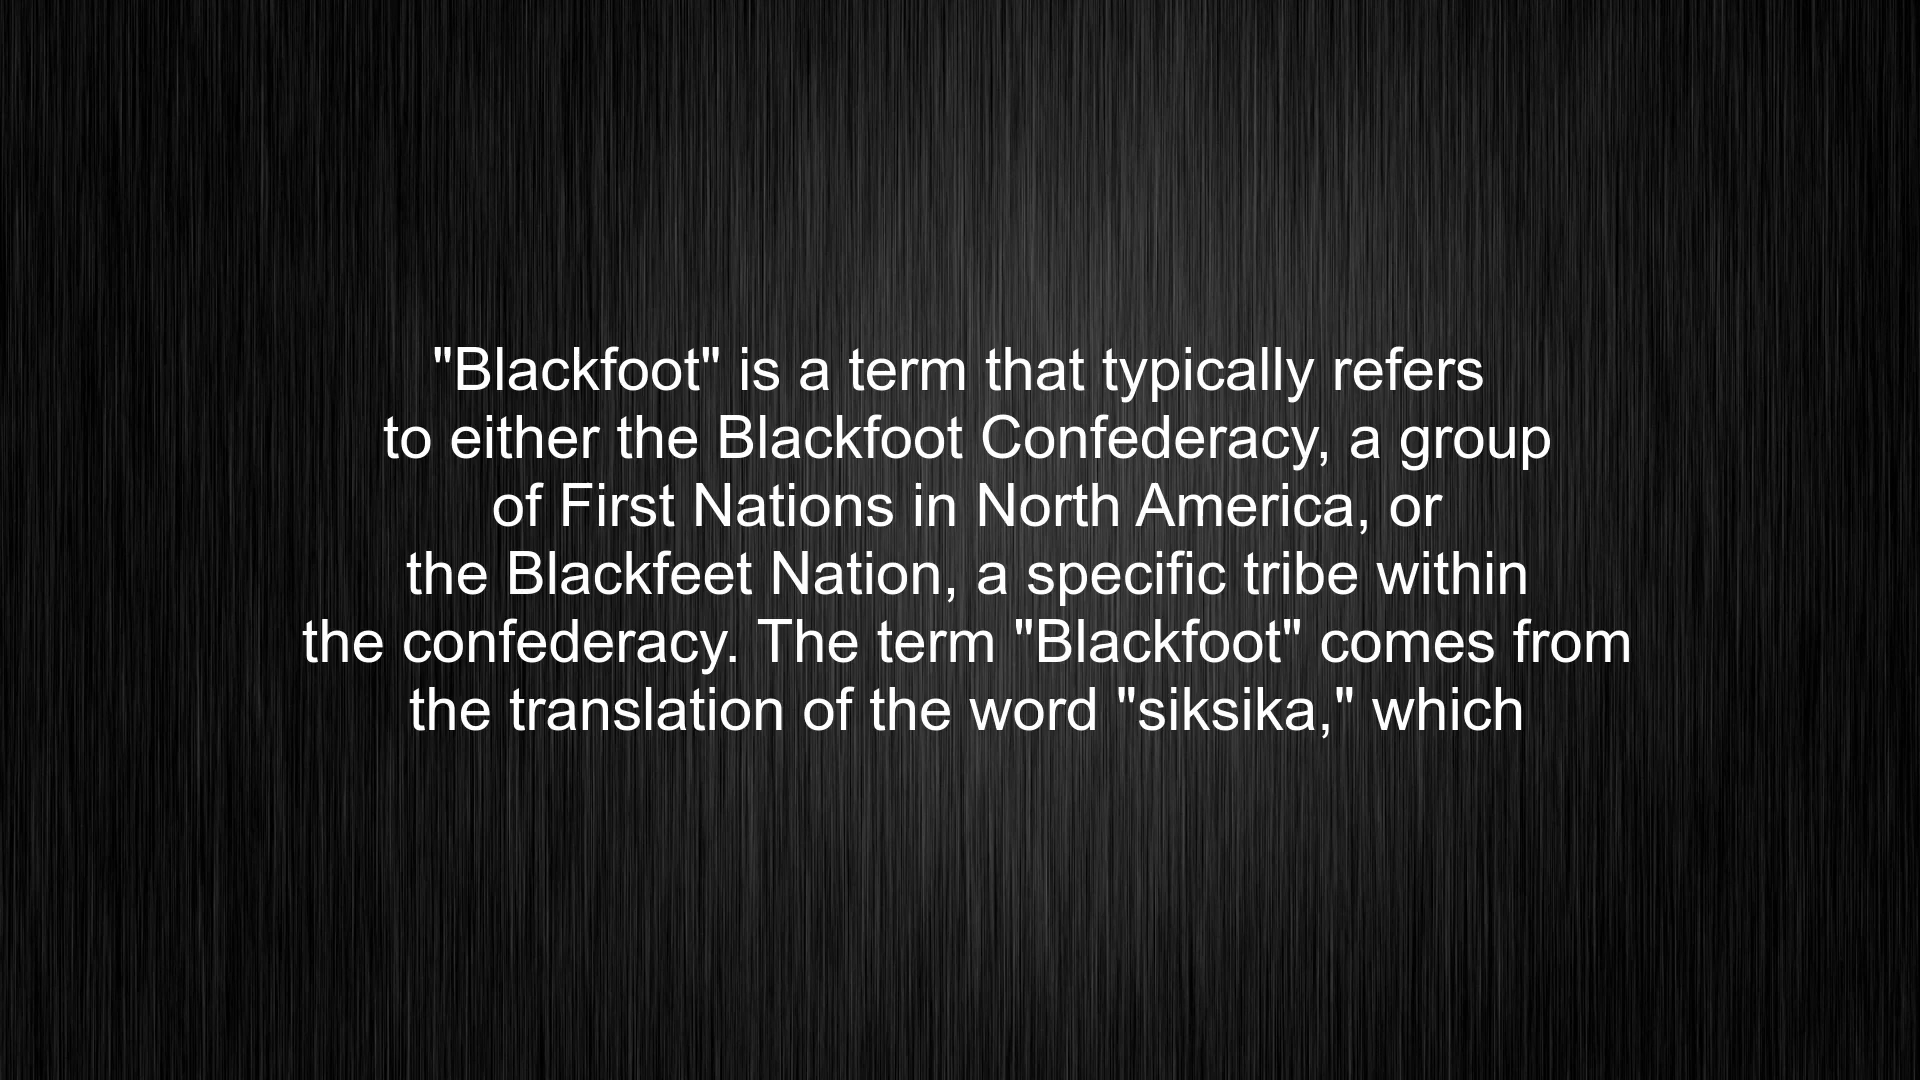 "Blackfoot" is a term that typically refers
to either the Blackfoot Confederacy, a group
of First Nations in North America, or
the Blackfeet Nation, a specific tribe within
the confederacy. The term "Blackfoot" comes from
the translation of the word "siksika," which